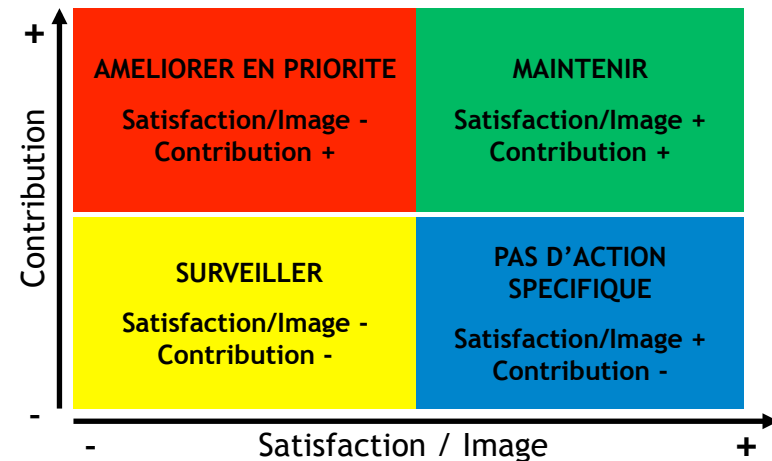 +
AMELIORER EN PRIORITE
Satisfaction/Image -
Contribution +
MAINTENIR
Satisfaction/Image +
Contribution +
Contribution
SURVEILLER
Satisfaction/Image -
Contribution -
PAS D’ACTION
SPECIFIQUE
Satisfaction/Image +
Contribution -
-
-
Satisfaction / Image
+